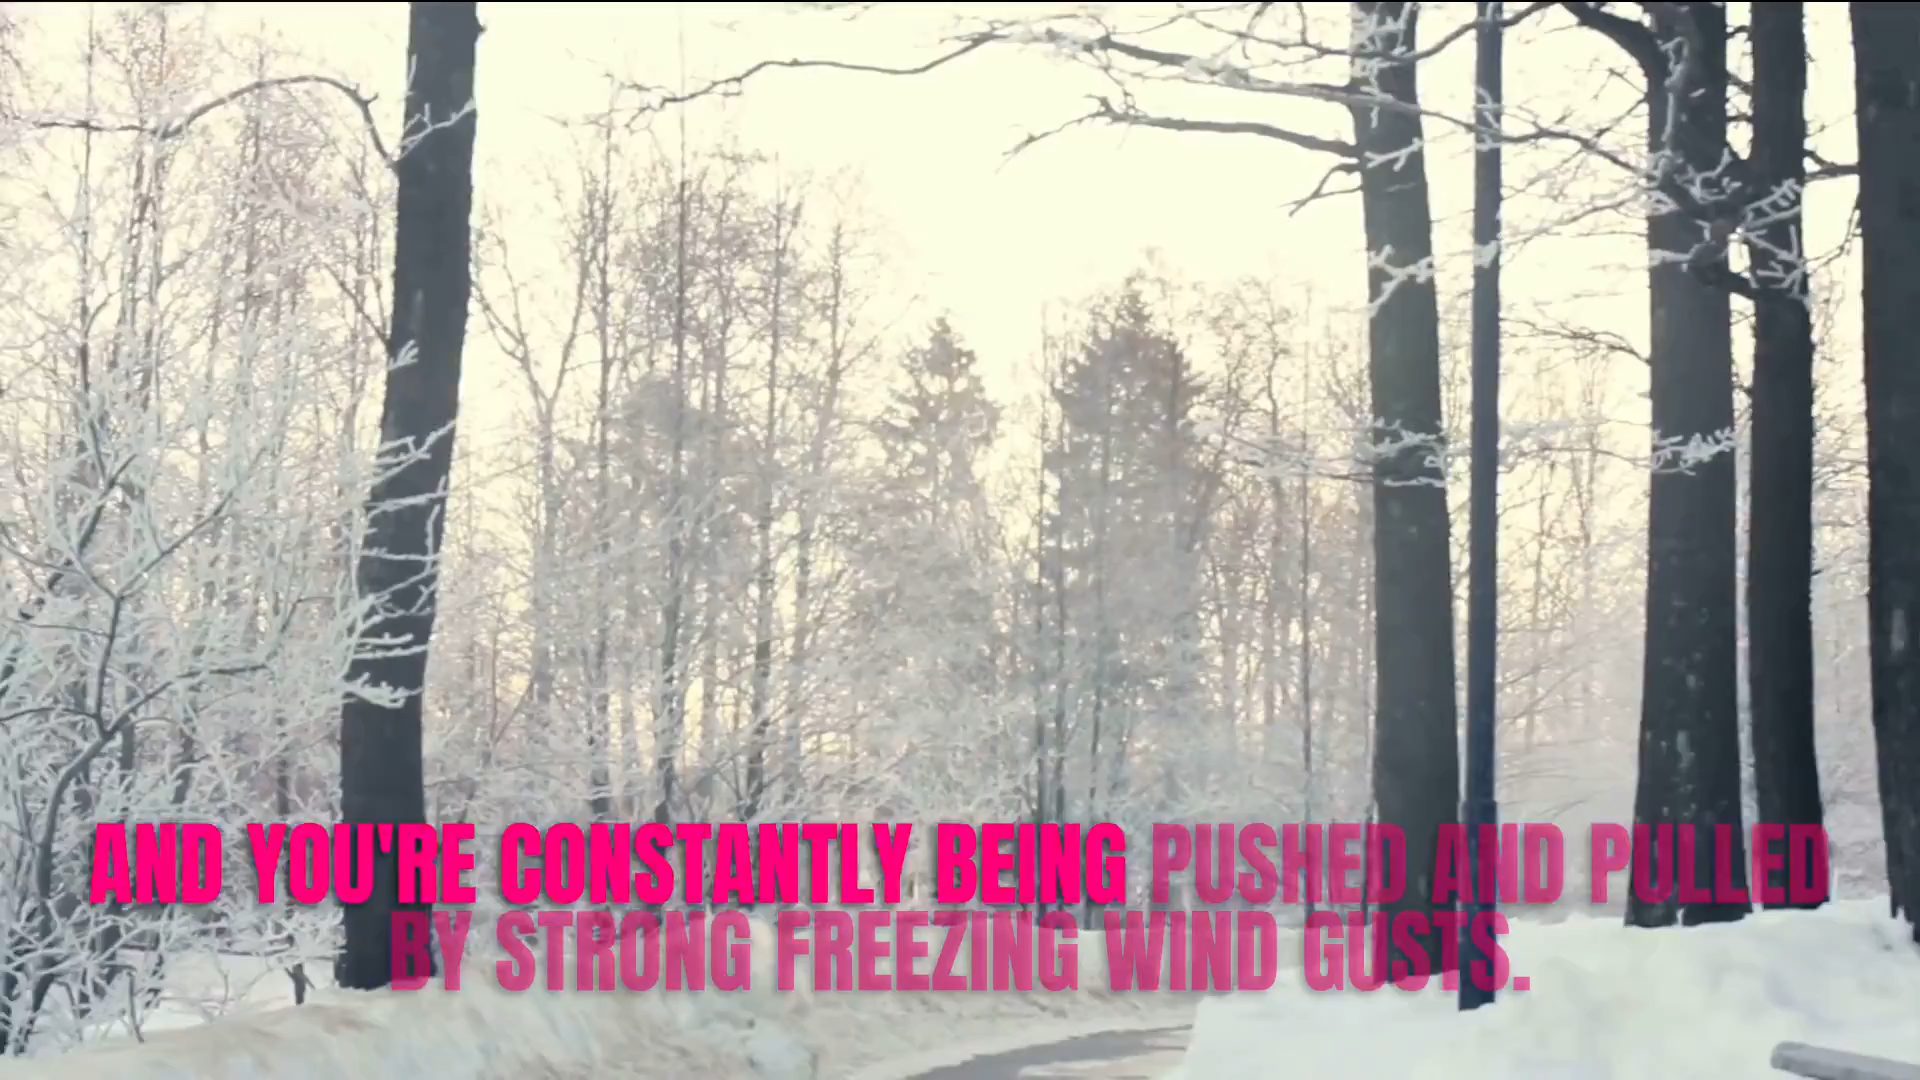 AND YOU'RE CONSTANTLY BEING PUSHED AND PULLED
BY STRONG FREEZING WIND GUSTS.